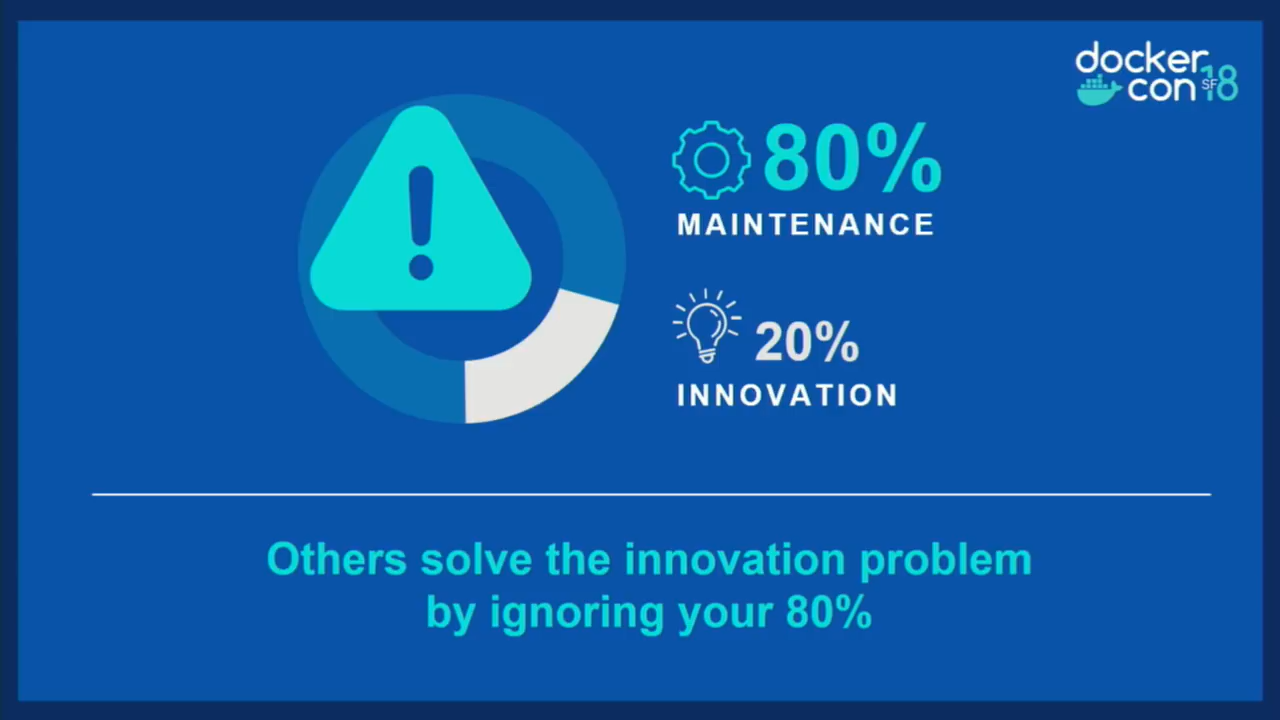 docker
con SF 18
80%
MAINTENANCE
20%
INNOVATION
Others solve the innovation problem
by ignoring your 80%